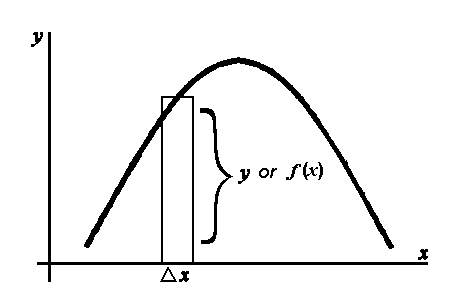 y
y or f(x)
x
△x